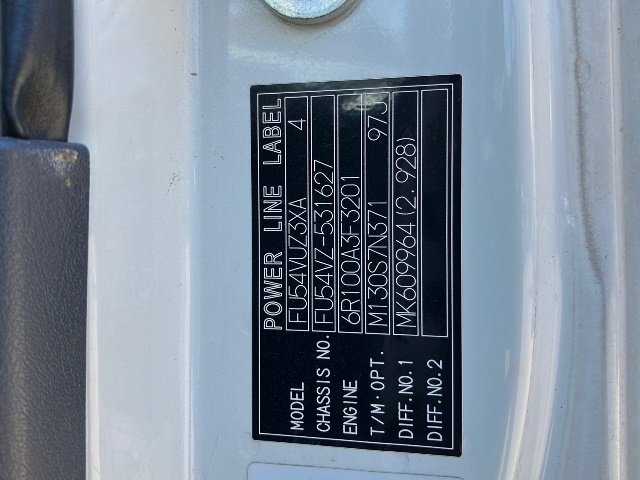 POWER LINE LABEL
MODEL FU54VUZ3XA 4
CHASSIS NO. FU54VZ-531627
ENGINE 6R100A3F3201
T/M·OPT. M130S7N371 97J
DIFF.NO.1 MK609964(2.928)
DIFF.NO.2